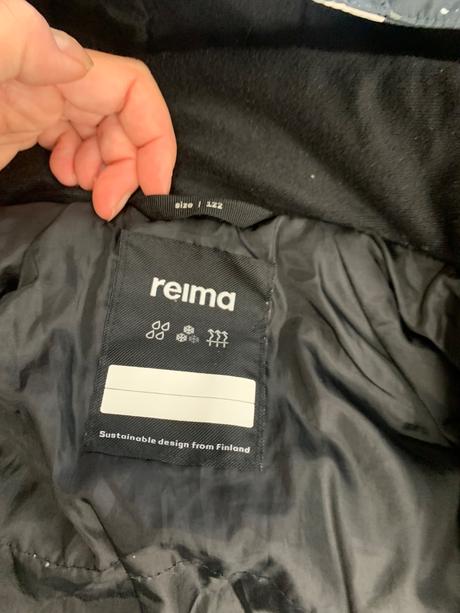 size | 122
reima
Sustainable design from Finland